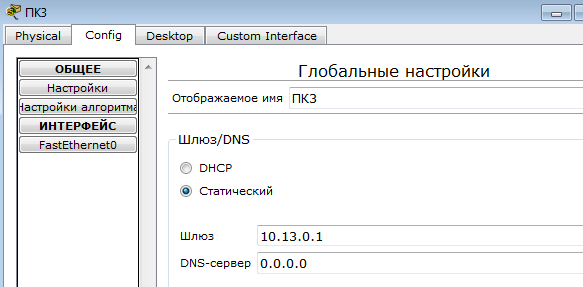 ПК3
Physical Config Desktop Custom Interface
ОБЩЕЕ
Настройки
Настройки алгоритма
ИНТЕРФЕЙС
FastEthernet0
Глобальные настройки
Отображаемое имя ПК3
Шлюз/DNS
DHCP
Статический
Шлюз 10.13.0.1
DNS-сервер 0.0.0.0